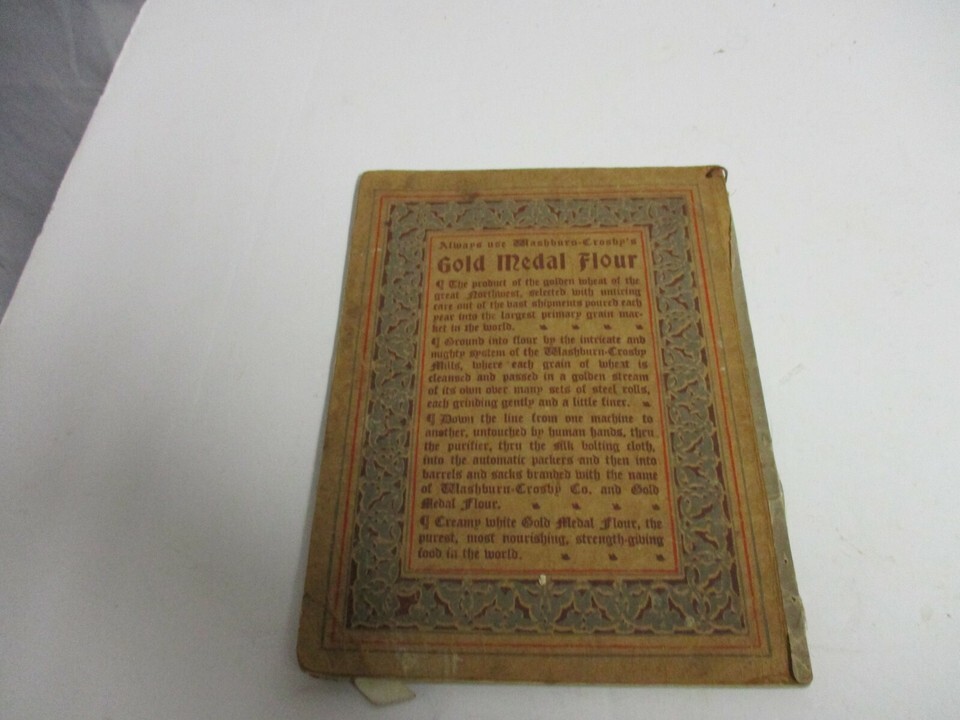 Always use Washburn-Crosby's
Gold Medal Flour
¶ The product of the golden wheat of the
great Northwest, selected with untiring
care out of the vast shipments poured each
year into the largest primary grain mar-
ket in the world.
¶ Ground into flour by the intricate and
mighty system of the Washburn-Crosby
Mills, where each grain of wheat is
cleansed and passed in a golden stream
of its own over many sets of steel rolls,
each grinding gently and a little finer.
¶ Down the line from one machine to
another, untouched by human hands, thru
the purifier, thru the silk bolting cloth,
into the automatic packers and then into
barrels and sacks branded with the name
of Washburn-Crosby Co. and Gold
Medal Flour.
¶ Creamy white Gold Medal Flour, the
purest, most nourishing, strength-giving
food in the world.